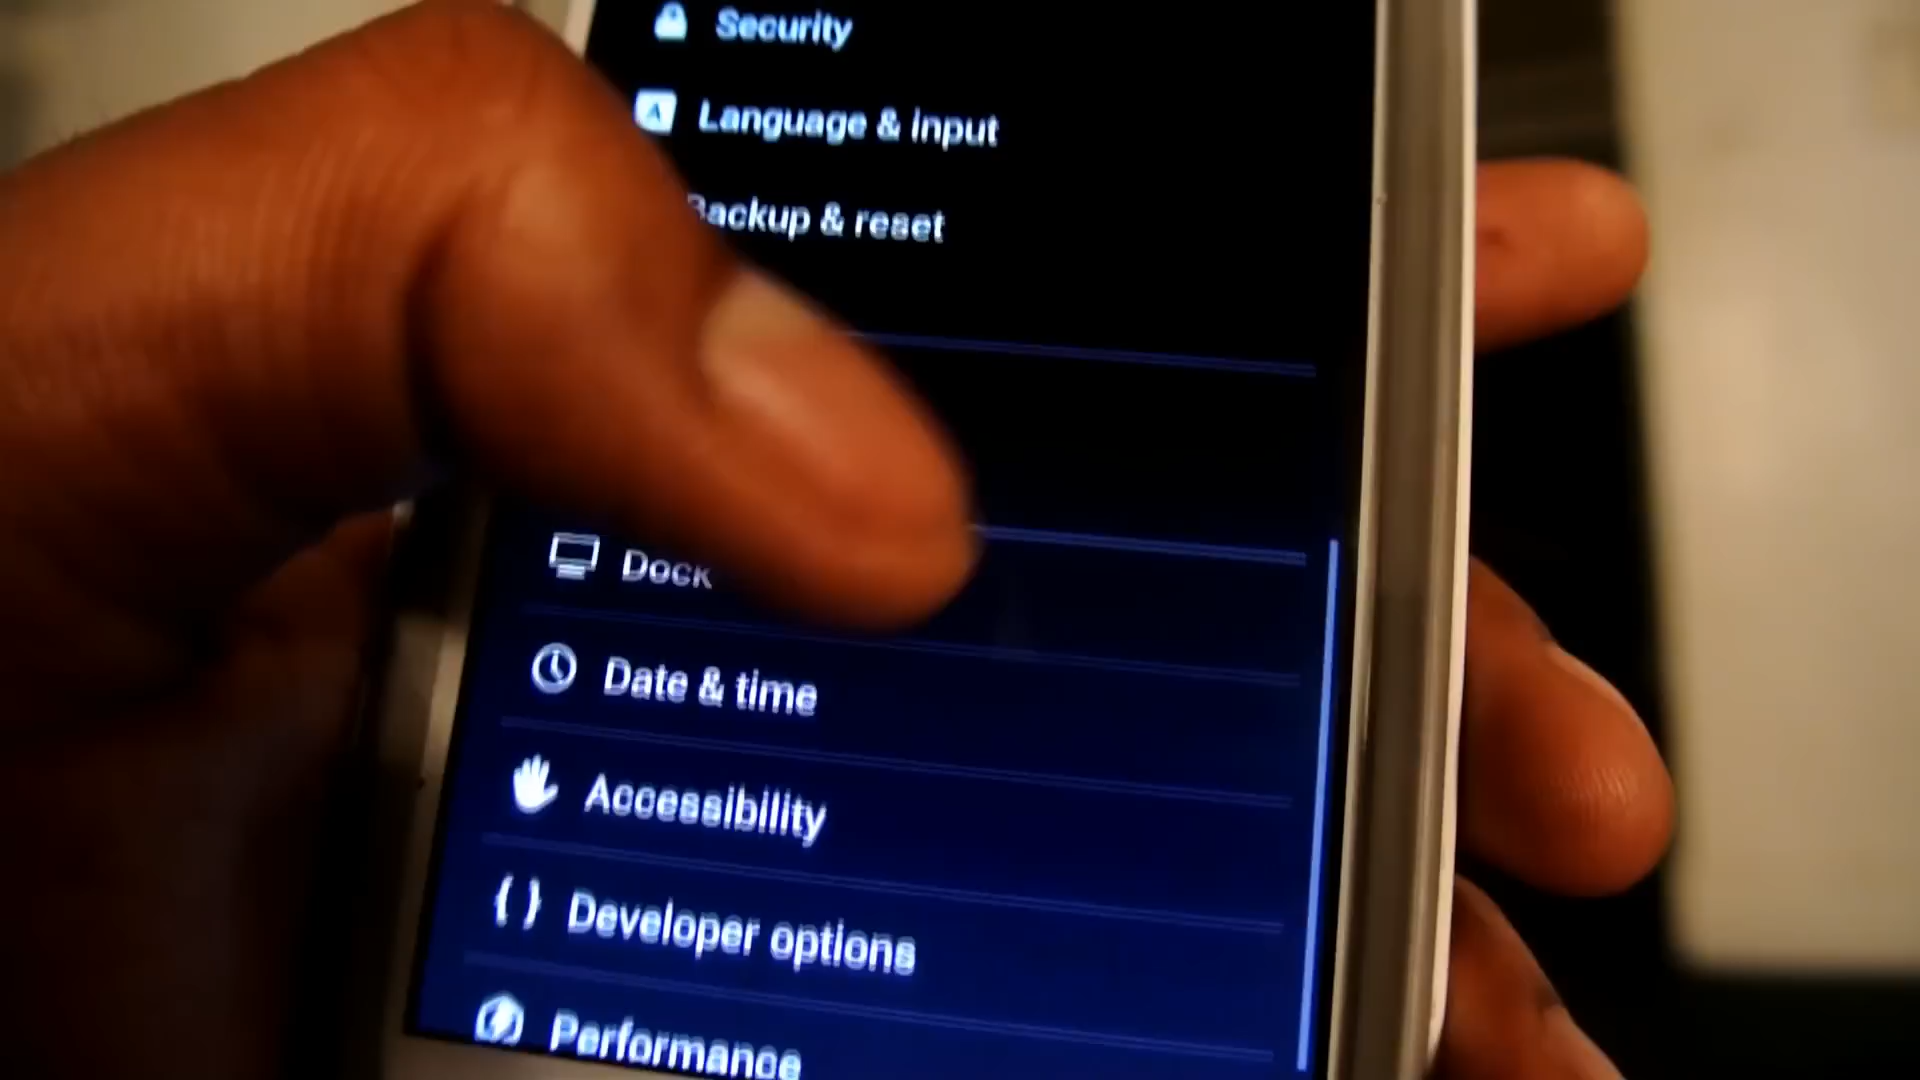 Security
Language & input
Backup & reset
Dock
Date & time
Accessibility
Developer options
Performance